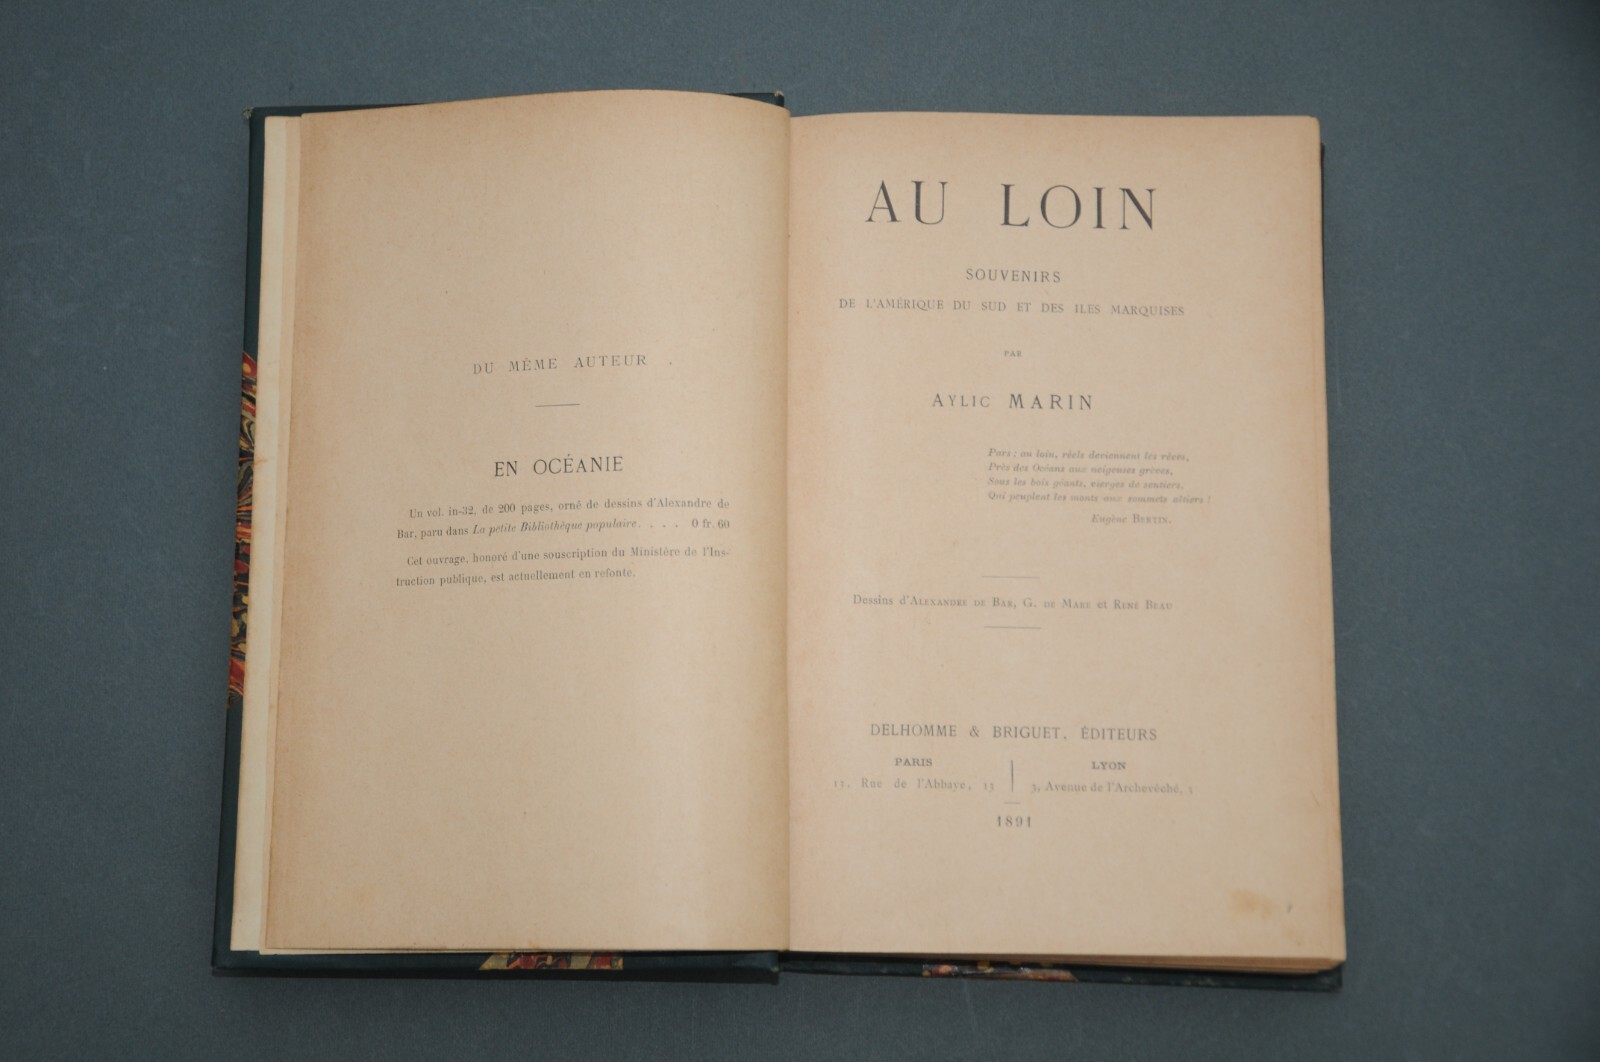 DU MÊME AUTEUR
EN OCÉANIE
Un vol. in-32, de 200 pages, orné de dessins d'Alexandre de
Bar, paru dans La petite Bibliothèque populaire. . . . 0 fr. 60
Cet ouvrage, honoré d'une souscription du Ministère de l'Ins-
truction publique, est actuellement en refonte.
AU LOIN
SOUVENIRS
DE L'AMÉRIQUE DU SUD ET DES ILES MARQUISES
PAR
AYLIC MARIN
Pars : au loin, réels deviennent les rêves,
Près des Océans aux neigeuses grèves,
Sous les bois géants, vierges de sentiers,
Qui peuplent les monts aux sommets altiers !
Eugène BERTIN.
Dessins d'ALEXANDRE DE BAR, G. DE MARE et RENÉ BEAU
DELHOMME & BRIGUET, ÉDITEURS
PARIS
13, Rue de l'Abbaye, 13
LYON
3, Avenue de l'Archevêché, 3
1891